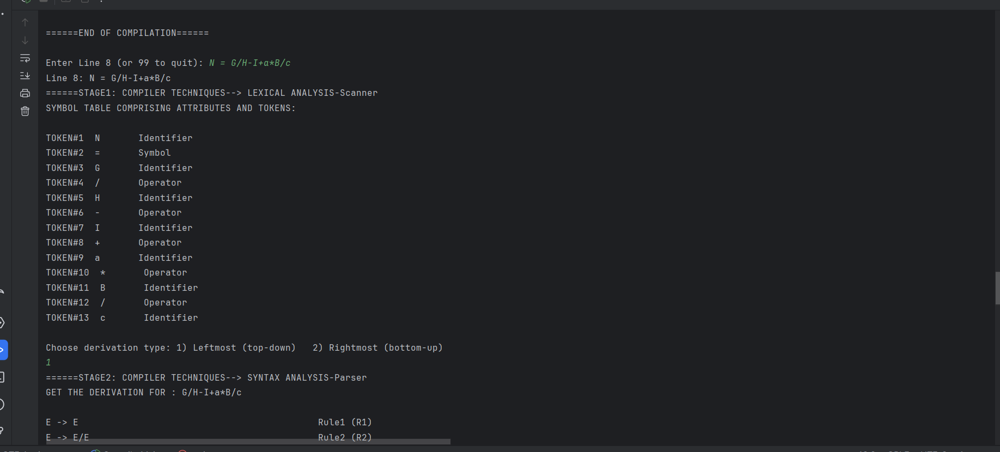 ======END OF COMPILATION======
Enter Line 8 (or 99 to quit): N = G/H-I+a*B/c
Line 8: N = G/H-I+a*B/c
======STAGE1: COMPILER TECHNIQUES--> LEXICAL ANALYSIS-Scanner
SYMBOL TABLE COMPRISING ATTRIBUTES AND TOKENS:
TOKEN#1  N       Identifier
TOKEN#2  =       Symbol
TOKEN#3  G       Identifier
TOKEN#4  /       Operator
TOKEN#5  H       Identifier
TOKEN#6  -       Operator
TOKEN#7  I       Identifier
TOKEN#8  +       Operator
TOKEN#9  a       Identifier
TOKEN#10  *       Operator
TOKEN#11  B       Identifier
TOKEN#12  /       Operator
TOKEN#13  c       Identifier
Choose derivation type: 1) Leftmost (top-down)   2) Rightmost (bottom-up)
1
======STAGE2: COMPILER TECHNIQUES--> SYNTAX ANALYSIS-Parser
GET THE DERIVATION FOR : G/H-I+a*B/c
E -> E                                            Rule1 (R1)
E -> E/E                                          Rule2 (R2)